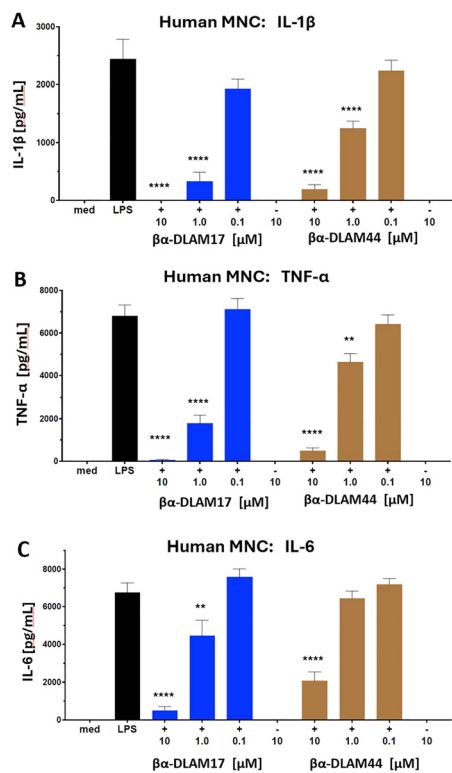 A
Human MNC: IL-1β
IL-1β [pg/mL]
3000
2000
1000
0
**** **** **** ****
med LPS + + + - + + + -
10 1.0 0.1 10 10 1.0 0.1 10
βα-DLAM17 [μM] βα-DLAM44 [μM]
B
Human MNC: TNF-α
TNF-α [pg/mL]
8000
6000
4000
2000
0
**** **** **** **
med LPS + + + - + + + -
10 1.0 0.1 10 10 1.0 0.1 10
βα-DLAM17 [μM] βα-DLAM44 [μM]
C
Human MNC: IL-6
IL-6 [pg/mL]
8000
6000
4000
2000
0
**** ** ****
med LPS + + + - + + + -
10 1.0 0.1 10 10 1.0 0.1 10
βα-DLAM17 [μM] βα-DLAM44 [μM]